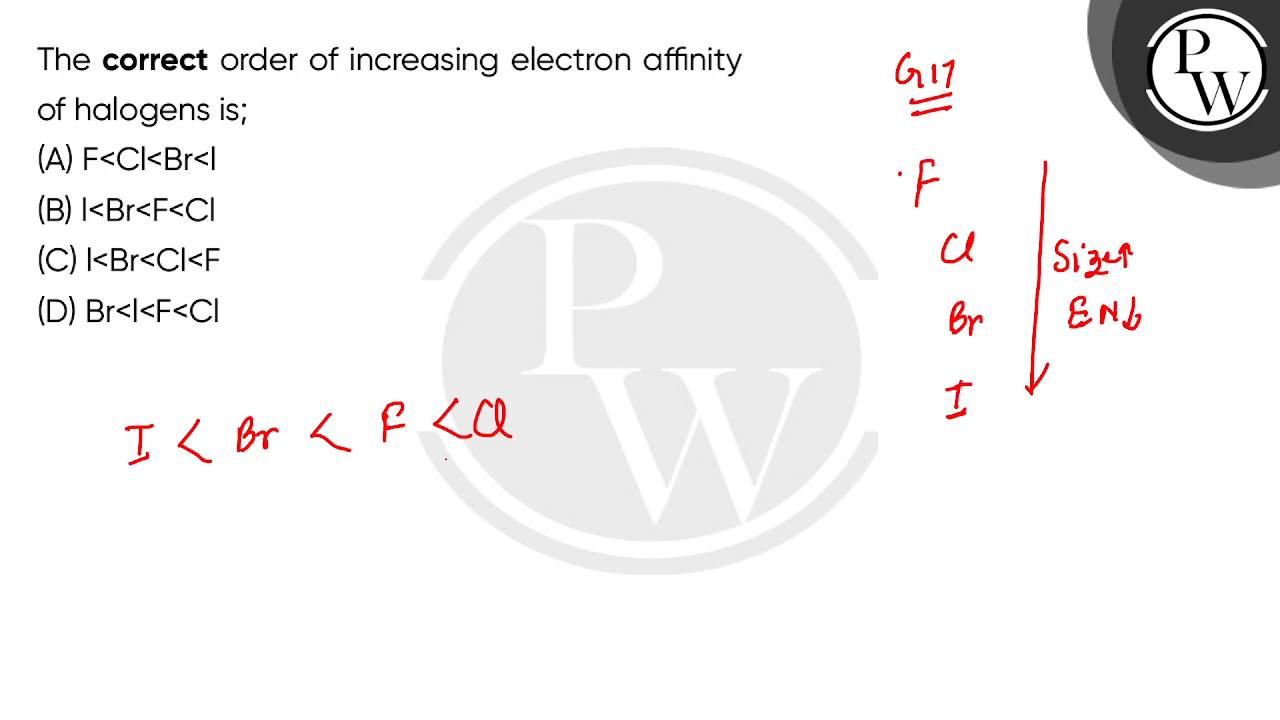 The correct order of increasing electron affinity
of halogens is;
(A) F<Cl<Br<l
(B) l<Br<F<Cl
(C) l<Br<Cl<F
(D) Br<l<F<Cl
I < Br < F < Cl
G17
F
Cl
Br
I
Size↑
EN↓
P
W
P
W